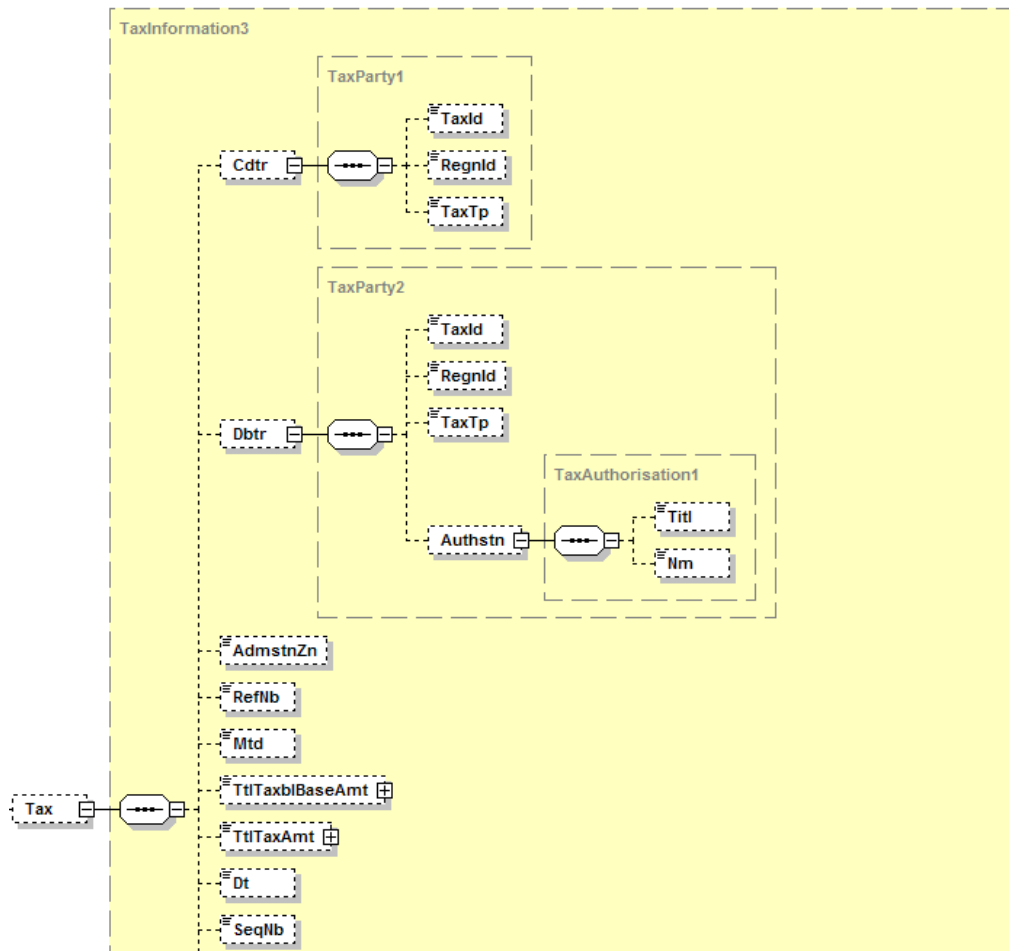 TaxInformation3
TaxParty1
TaxId
Cdtr
RegnId
TaxTp
TaxParty2
TaxId
RegnId
TaxTp
Dbtr
TaxAuthorisation1
Titl
Authstn
Nm
AdmstnZn
RefNb
Mtd
TtlTaxblBaseAmt
Tax
TtlTaxAmt
Dt
SeqNb